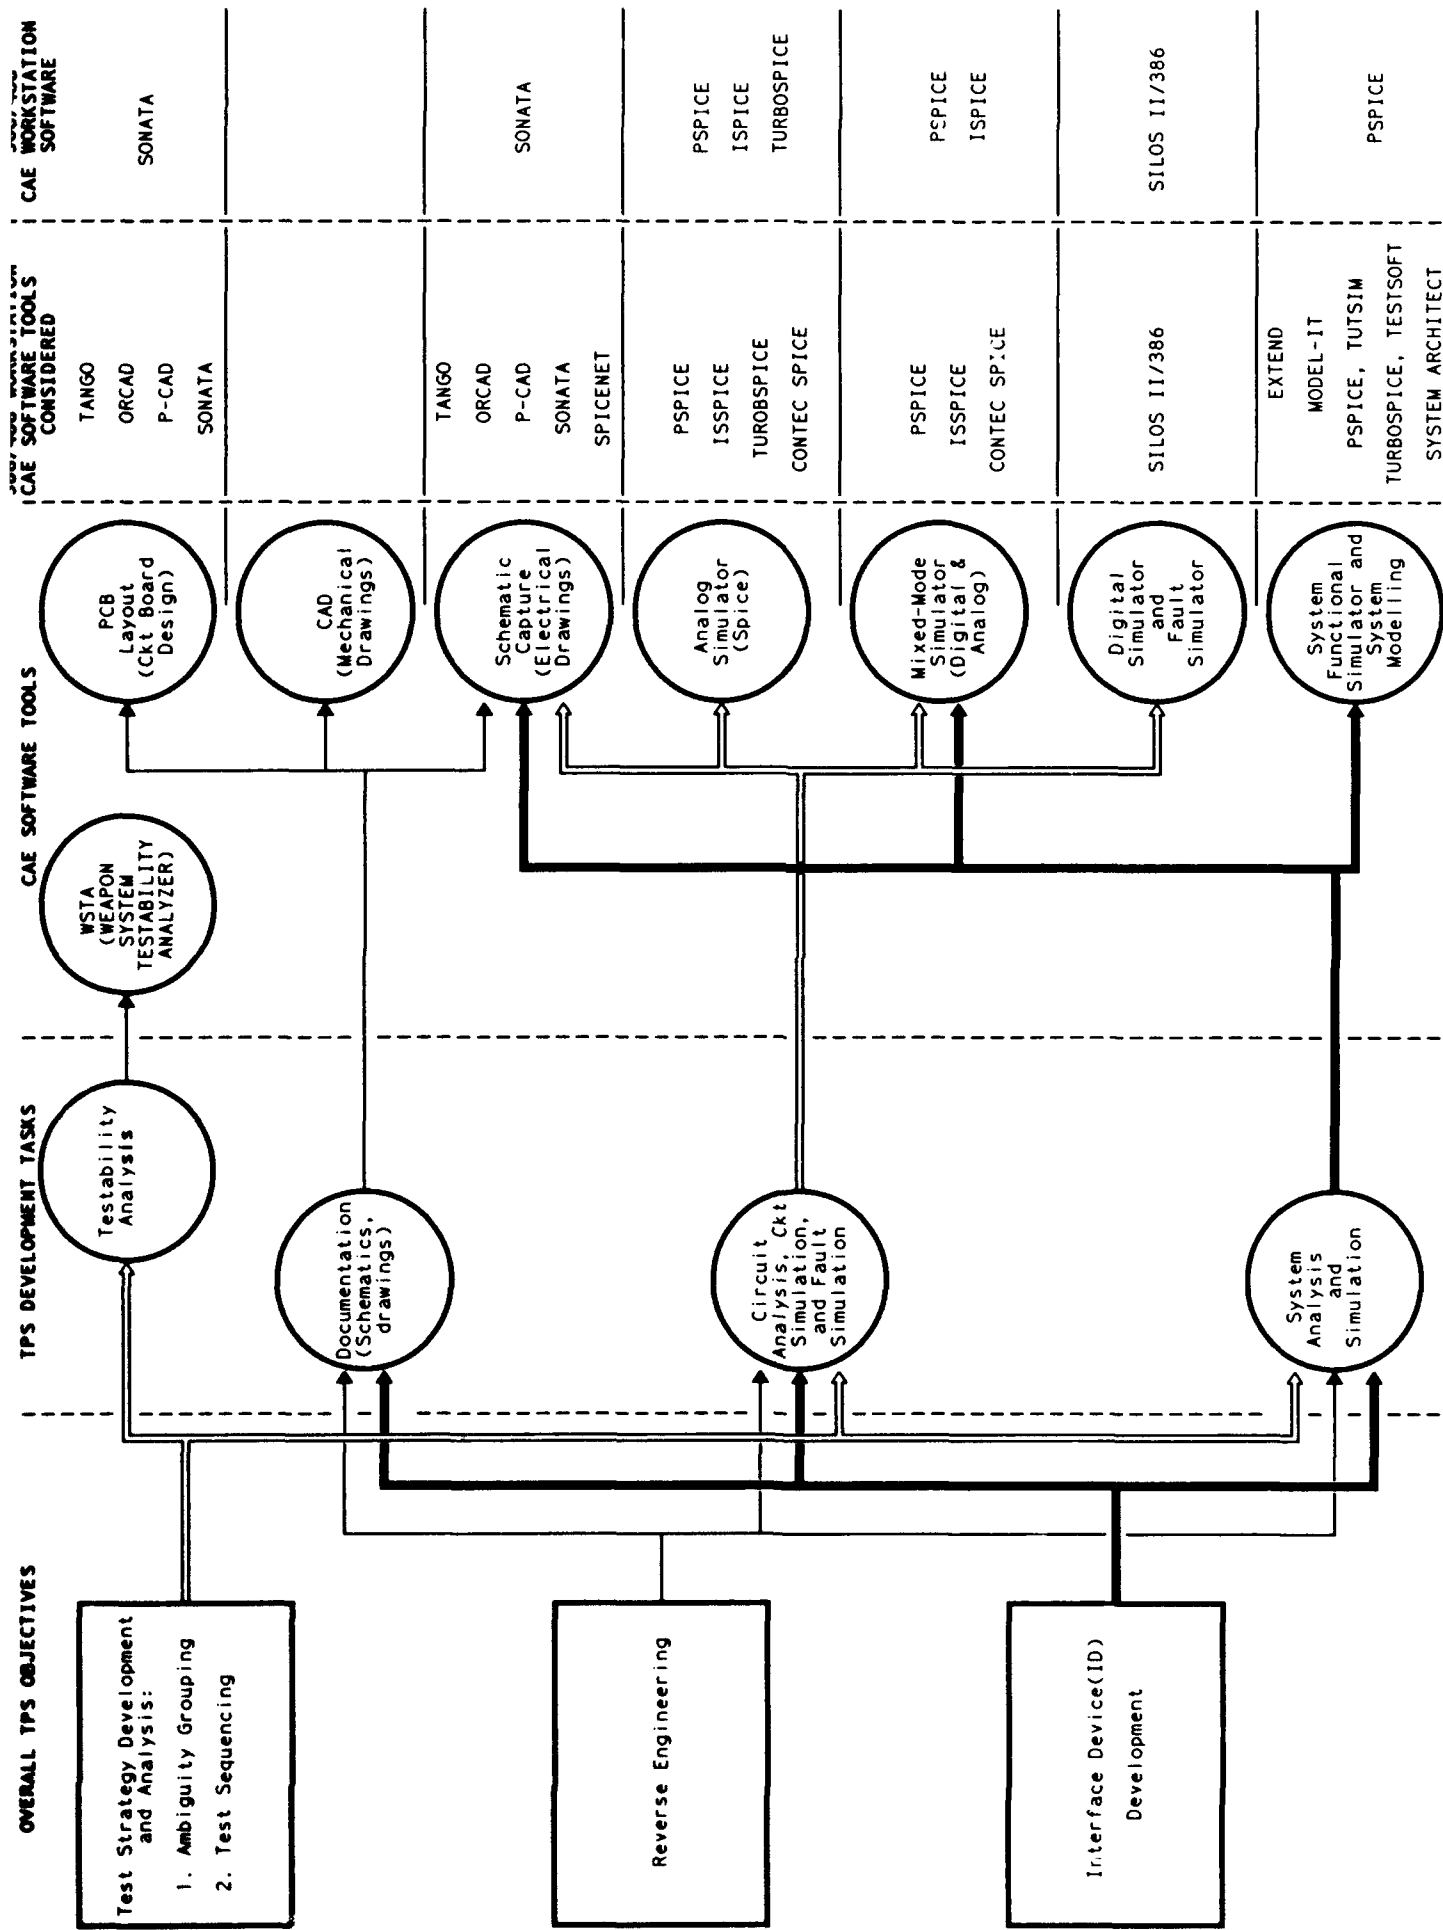 OVERALL TPS OBJECTIVES
Test Strategy Development
and Analysis:
1. Ambiguity Grouping
2. Test Sequencing
Reverse Engineering
Interface Device(ID)
Development
TPS DEVELOPMENT TASKS
Testability
Analysis
Documentation
(Schematics,
drawings)
Circuit
Analysis, Ckt
Simulation,
and Fault
Simulation
System
Analysis
and
Simulation
CAE SOFTWARE TOOLS
WSTA
(WEAPON
SYSTEM
TESTABILITY
ANALYZER)
PCB
Layout
(Ckt Board
Design)
CAD
(Mechanical
Drawings)
Schematic
Capture
(Electrical
Drawings)
Analog
Simulator
(Spice)
Mixed-Mode
Simulator
(Digital &
Analog)
Digital
Simulator
and
Fault
Simulator
System
Functional
Simulator and
System
Modelling
CAE SOFTWARE TOOLS
CONSIDERED
TANGO
ORCAD
P-CAD
SONATA
TANGO
ORCAD
P-CAD
SONATA
SPICENET
PSPICE
ISSPICE
TUROBSPICE
CONTEC SPICE
PSPICE
ISSPICE
CONTEC SPICE
SILOS II/386
EXTEND
MODEL-IT
PSPICE, TUTSIM
TURBOSPICE, TESTSOFT
SYSTEM ARCHITECT
CAE WORKSTATION
SOFTWARE
SONATA
SONATA
PSPICE
ISPICE
TURBOSPICE
PSPICE
ISPICE
SILOS II/386
PSPICE